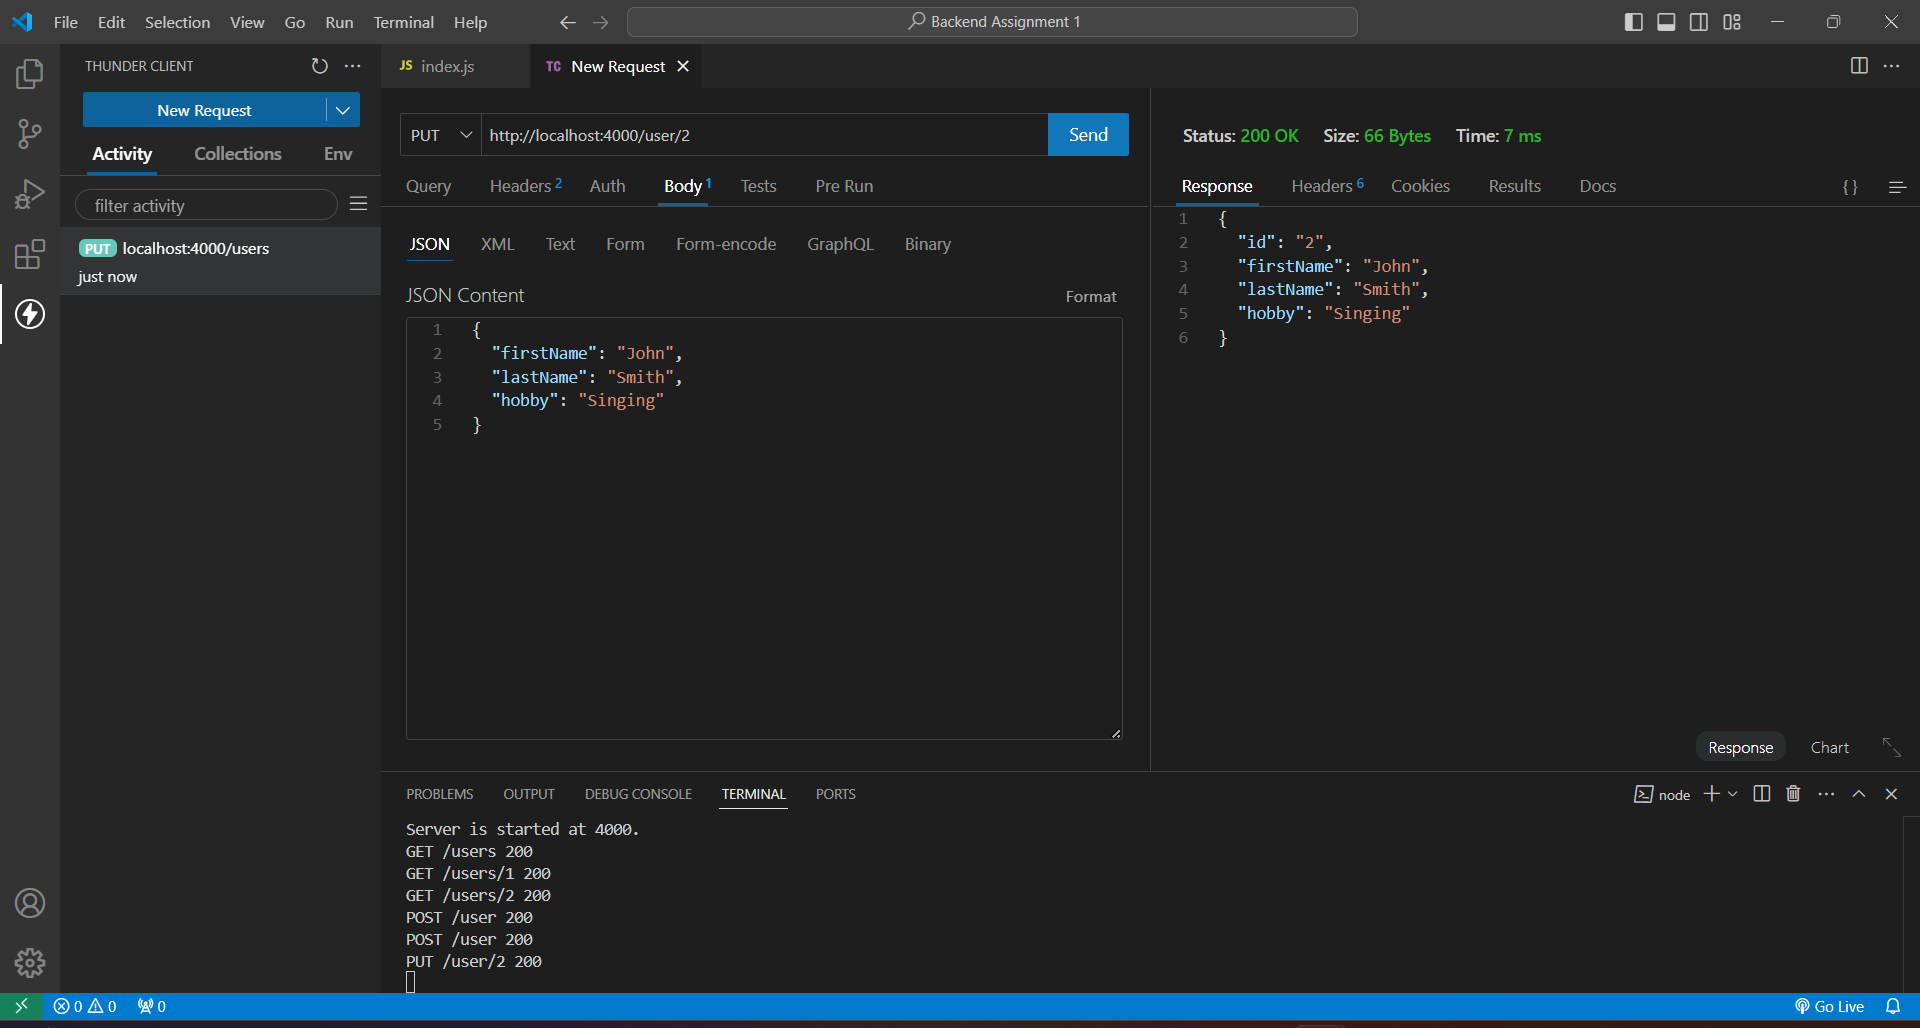 File Edit Selection View Go Run Terminal Help
Backend Assignment 1
THUNDER CLIENT
New Request
Activity Collections Env
filter activity
PUT localhost:4000/users
just now
JS index.js
TC New Request
PUT http://localhost:4000/user/2 Send
Query Headers 2 Auth Body 1 Tests Pre Run
JSON XML Text Form Form-encode GraphQL Binary
JSON Content Format
1 {
2 "firstName": "John",
3 "lastName": "Smith",
4 "hobby": "Singing"
5 }
Status: 200 OK Size: 66 Bytes Time: 7 ms
Response Headers 6 Cookies Results Docs {}
1 {
2 "id": "2",
3 "firstName": "John",
4 "lastName": "Smith",
5 "hobby": "Singing"
6 }
Response Chart
PROBLEMS OUTPUT DEBUG CONSOLE TERMINAL PORTS
node
Server is started at 4000.
GET /users 200
GET /users/1 200
GET /users/2 200
POST /user 200
POST /user 200
PUT /user/2 200
0 0 0
Go Live